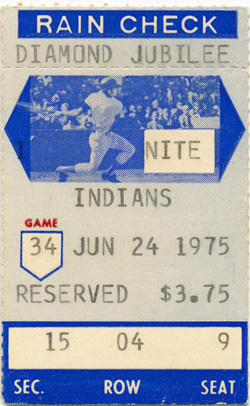 RAIN CHECK
DIAMOND JUBILEE
1 NITE
INDIANS
GAME
34 JUN 24 1975
RESERVED $3.75
15 04 9
SEC. ROW SEAT